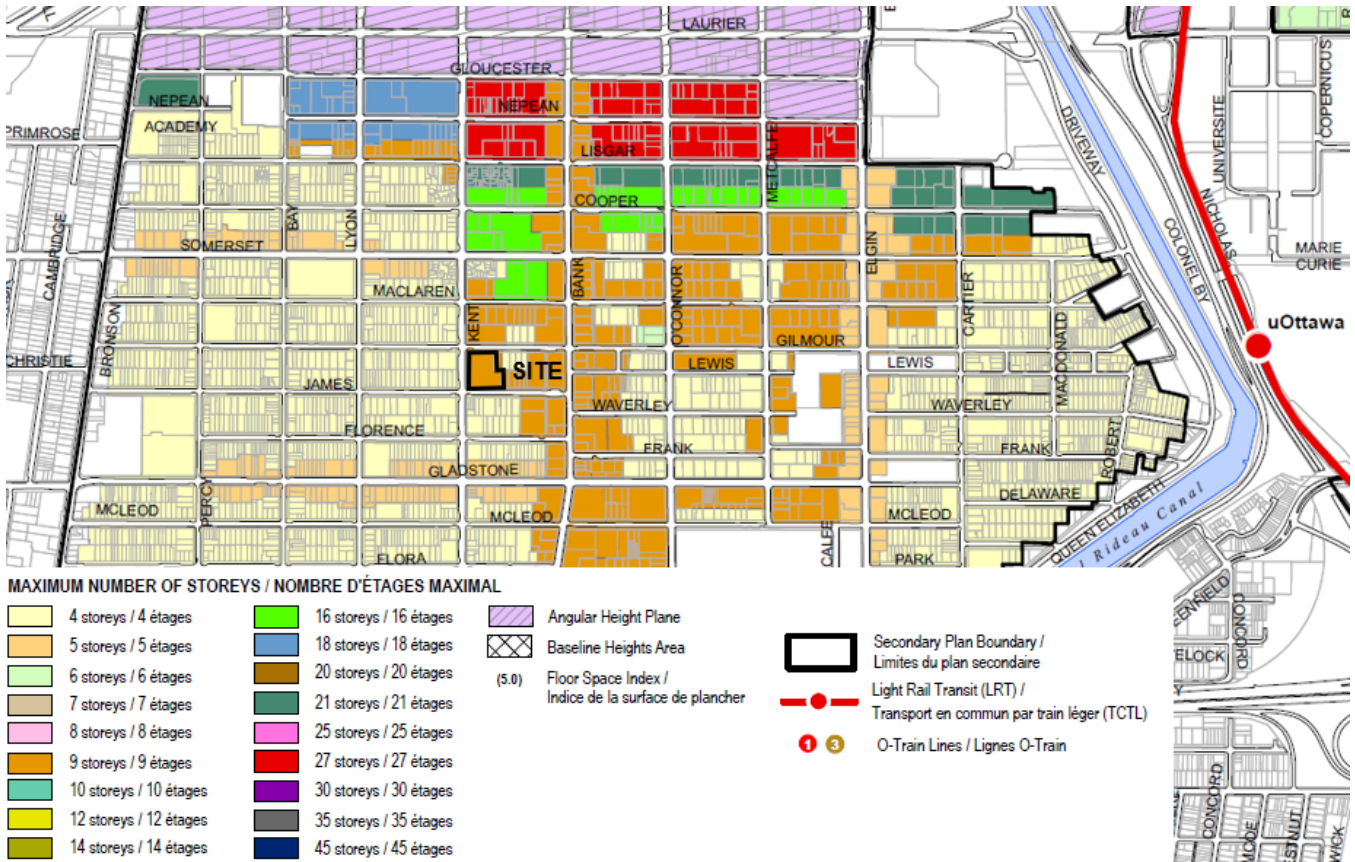 LAURIER
GLOUCESTER
NEPEAN
NEPEAN
PRIMROSE
ACADEMY
LISGAR
METCALFE
DRIVEWAY
UNIVERSITE
COPERNICUS
NICHOLAS
COLONEL BY
COOPER
CAMBRIDGE
BAY
LYON
SOMERSET
BANK
O'CONNOR
ELGIN
MARIE
CURIE
MACLAREN
BRONSON
KENT
CARTIER
MACDONALD
uOttawa
GILMOUR
CHRISTIE
SITE
LEWIS
LEWIS
JAMES
WAVERLEY
WAVERLEY
FLORENCE
FRANK
FRANK
ROBERT
GLADSTONE
PERCY
DELAWARE
MCLEOD
MCLEOD
MCLEOD
QUEEN ELIZABETH
Rideau Canal
FLORA
CALFE
PARK
MAXIMUM NUMBER OF STOREYS / NOMBRE D'ÉTAGES MAXIMAL
4 storeys / 4 étages
5 storeys / 5 étages
6 storeys / 6 étages
7 storeys / 7 étages
8 storeys / 8 étages
9 storeys / 9 étages
10 storeys / 10 étages
12 storeys / 12 étages
14 storeys / 14 étages
16 storeys / 16 étages
18 storeys / 18 étages
20 storeys / 20 étages
21 storeys / 21 étages
25 storeys / 25 étages
27 storeys / 27 étages
30 storeys / 30 étages
35 storeys / 35 étages
45 storeys / 45 étages
Angular Height Plane
Baseline Heights Area
(5.0) Floor Space Index /
Indice de la surface de plancher
Secondary Plan Boundary /
Limites du plan secondaire
Light Rail Transit (LRT) /
Transport en commun par train léger (TCTL)
1 3 O-Train Lines / Lignes O-Train
EENFIELD
CONCORD
ELOCK
CONCORD
MODE
STNUT
WICK